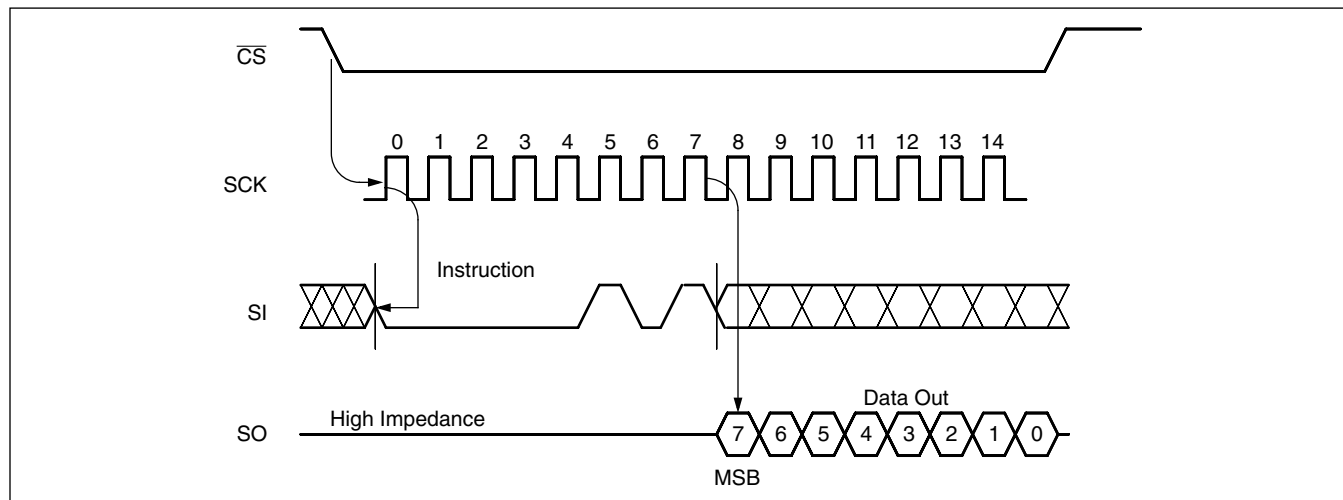 CS
0 1 2 3 4 5 6 7 8 9 10 11 12 13 14
SCK
Instruction
SI
Data Out
High Impedance
SO
7 6 5 4 3 2 1 0
MSB